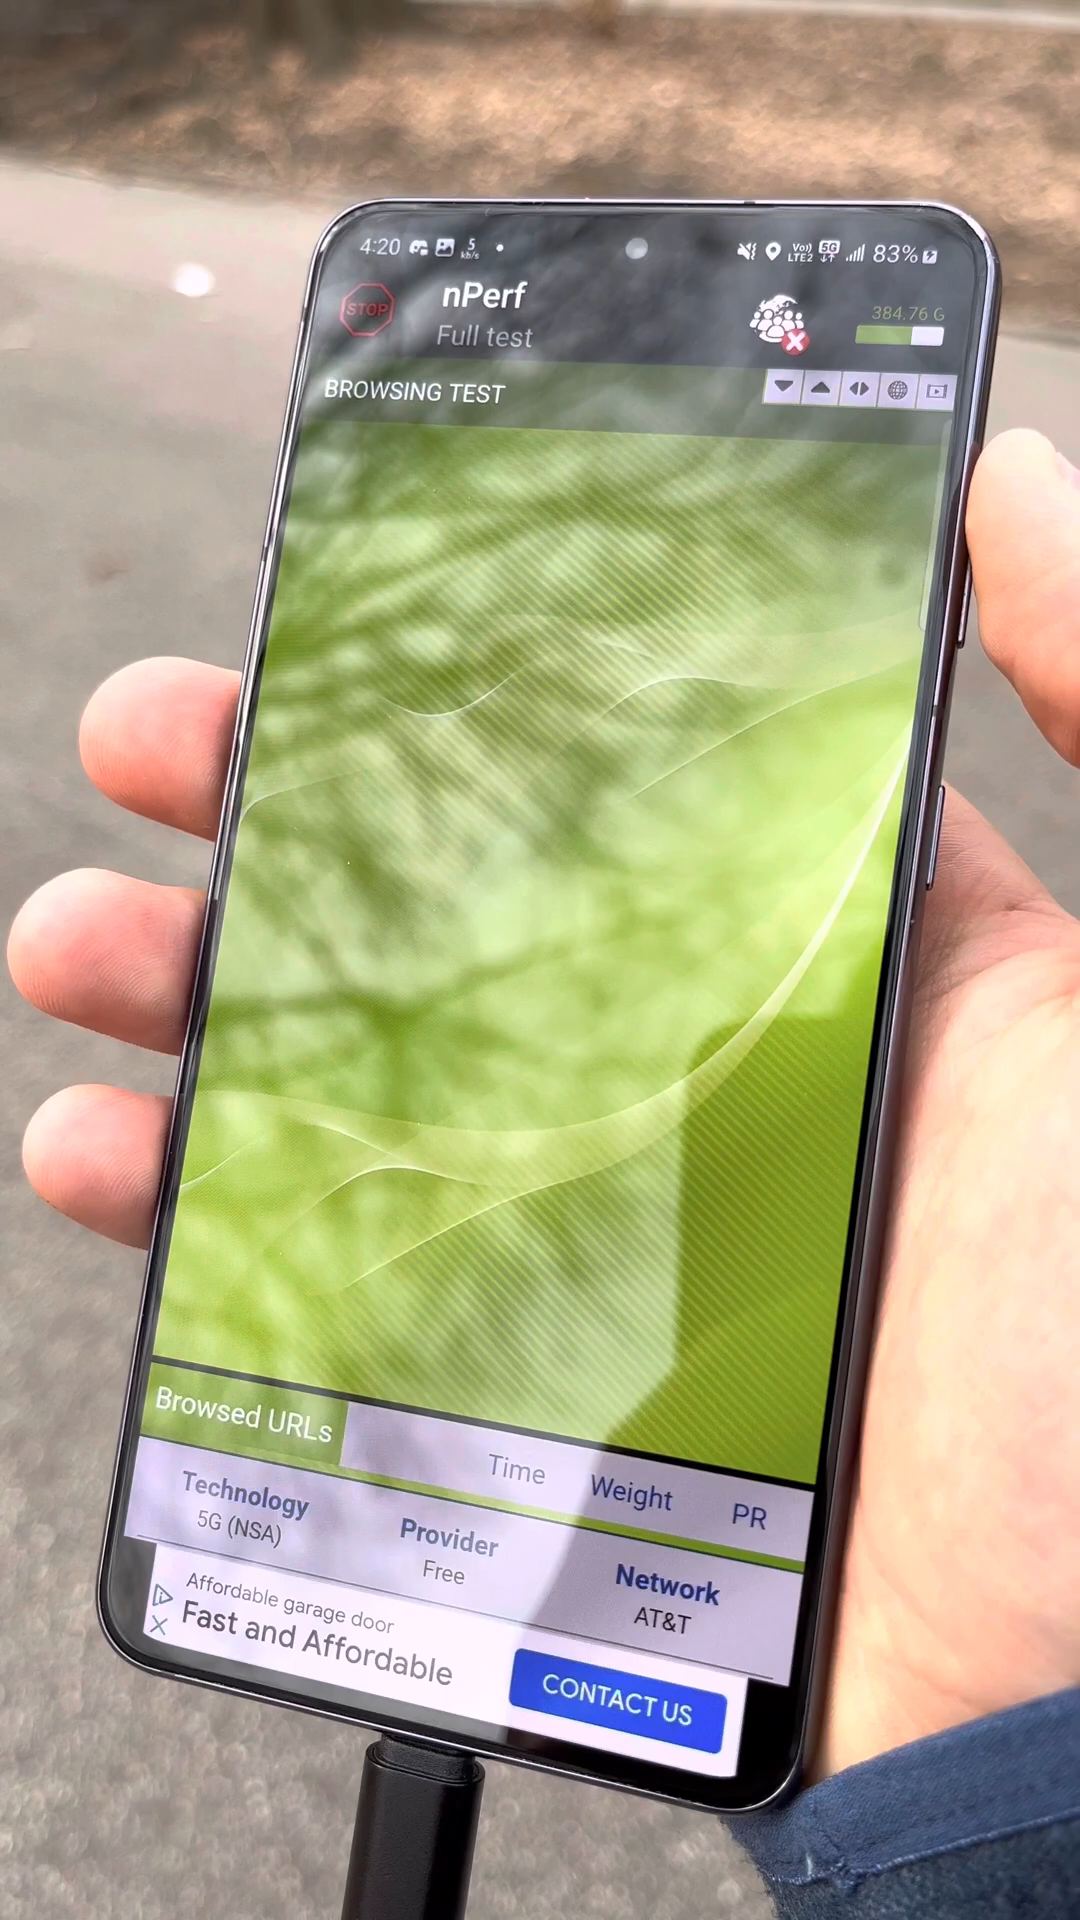 4:20 5 kb/s Vo)) LTE2 5G 83%
STOP
nPerf
Full test
384.76 G
BROWSING TEST
Browsed URLs Time Weight PR
Technology Provider Network
5G (NSA) Free AT&T
Affordable garage door
Fast and Affordable
CONTACT US